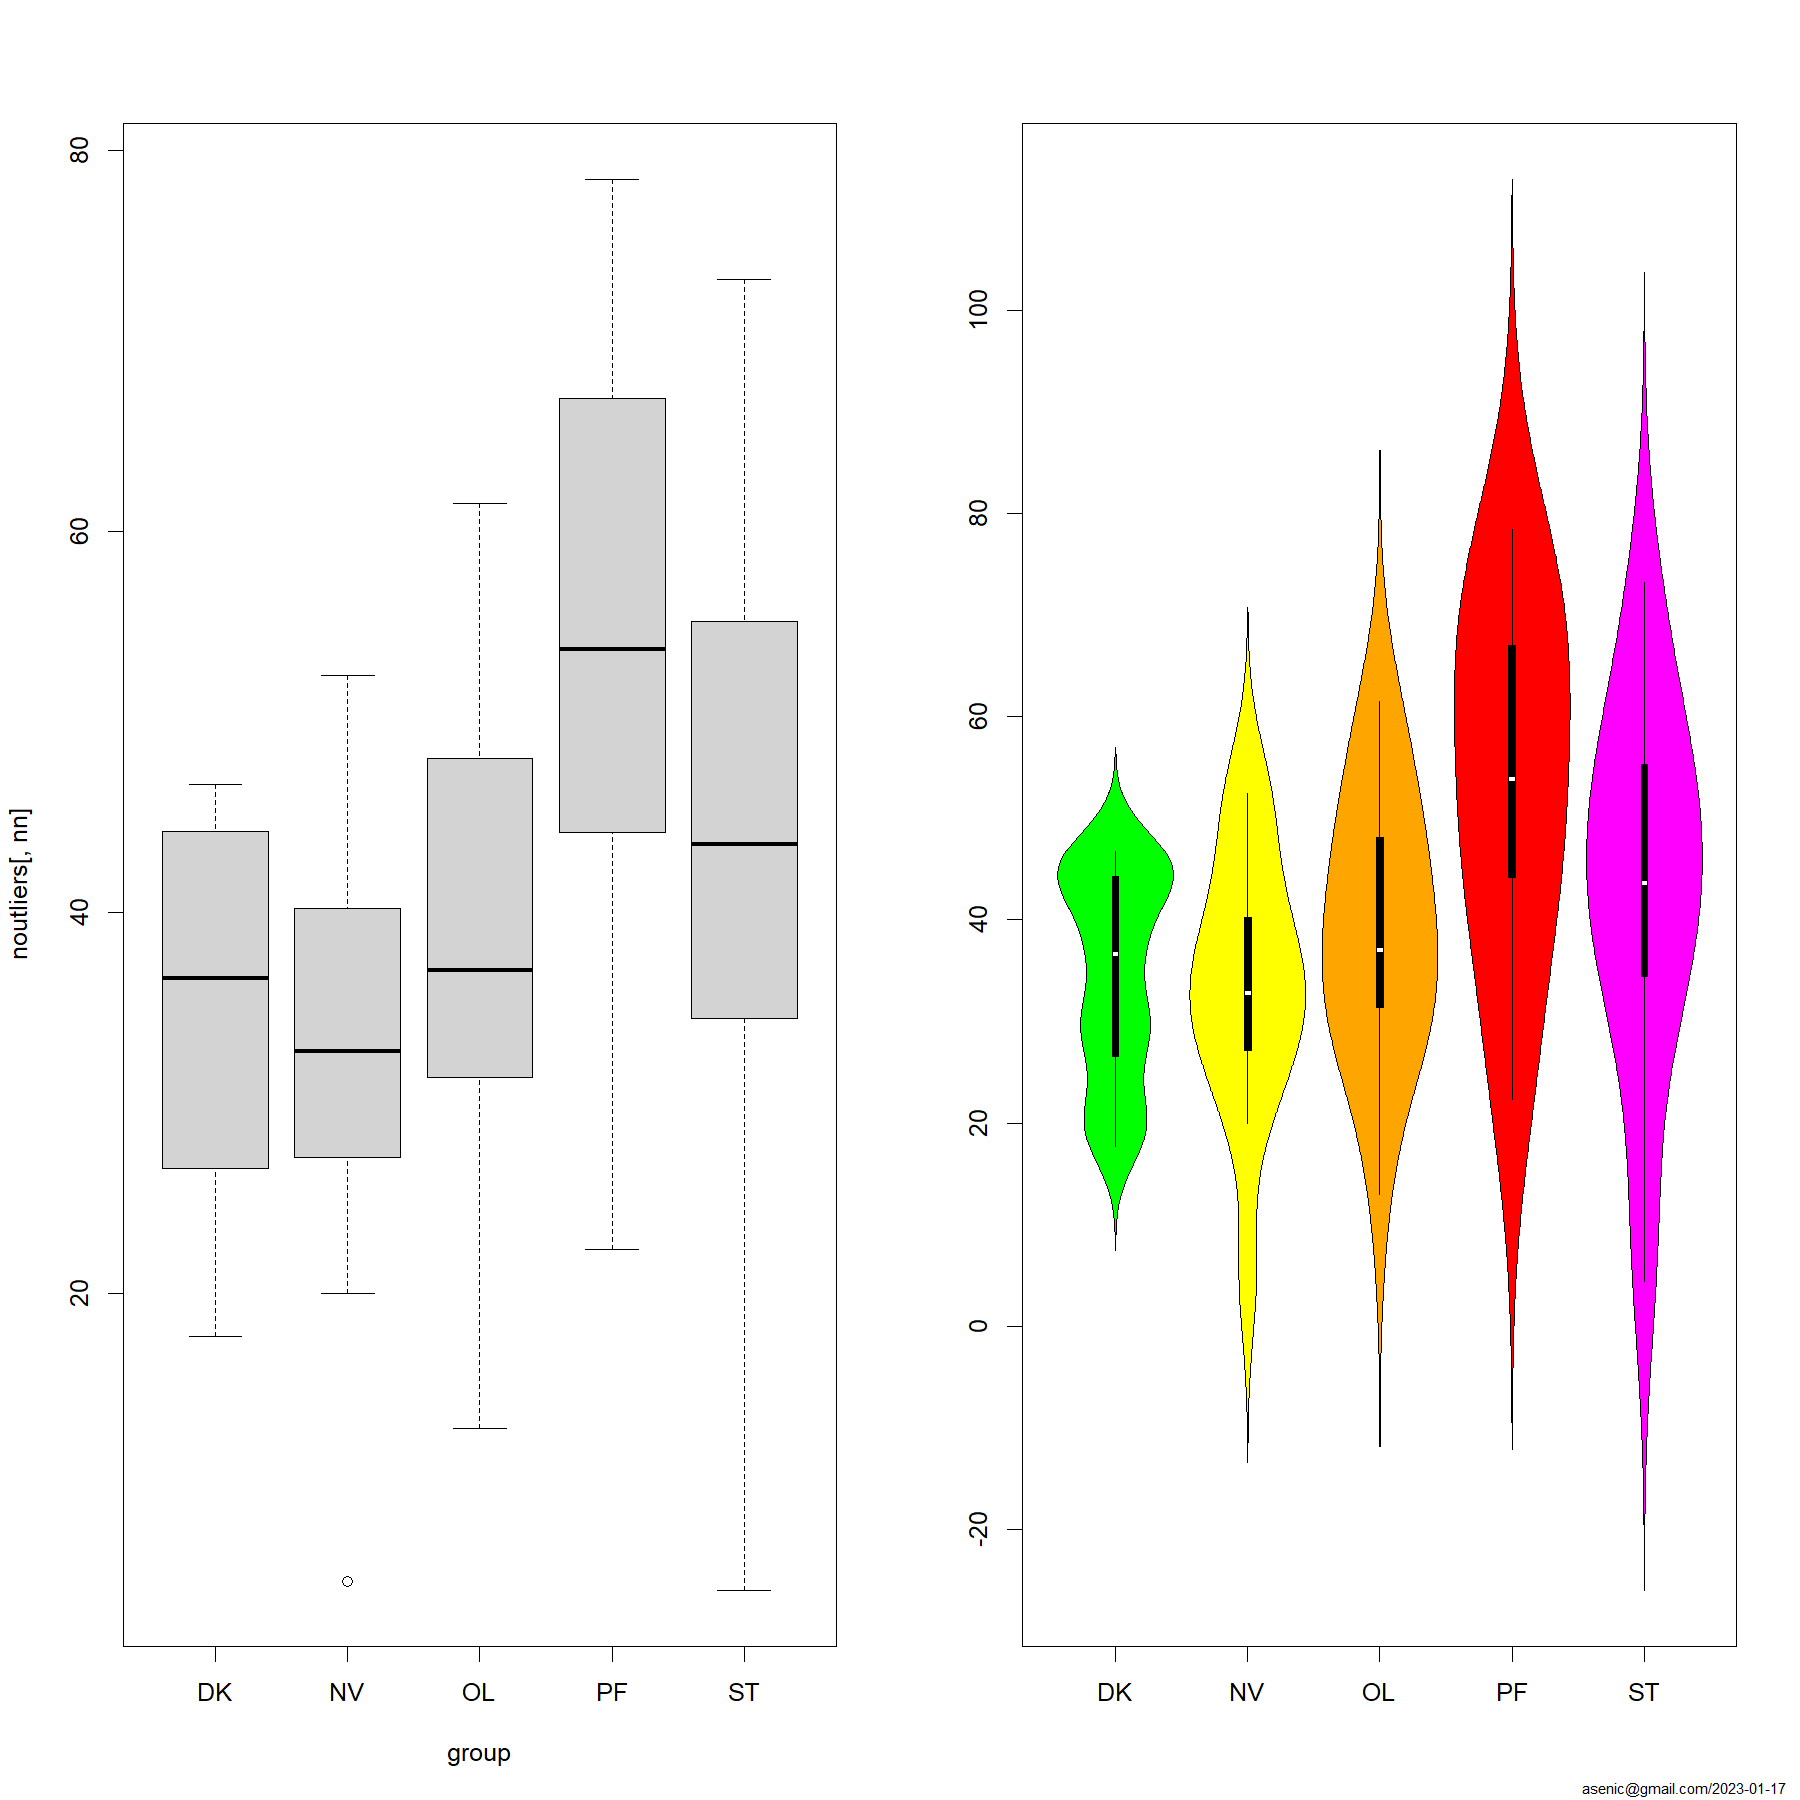 80
60
40
20
noutliers[, nn]
DK NV OL PF ST
group
100
80
60
40
20
0
-20
DK NV OL PF ST
asenic@gmail.com/2023-01-17